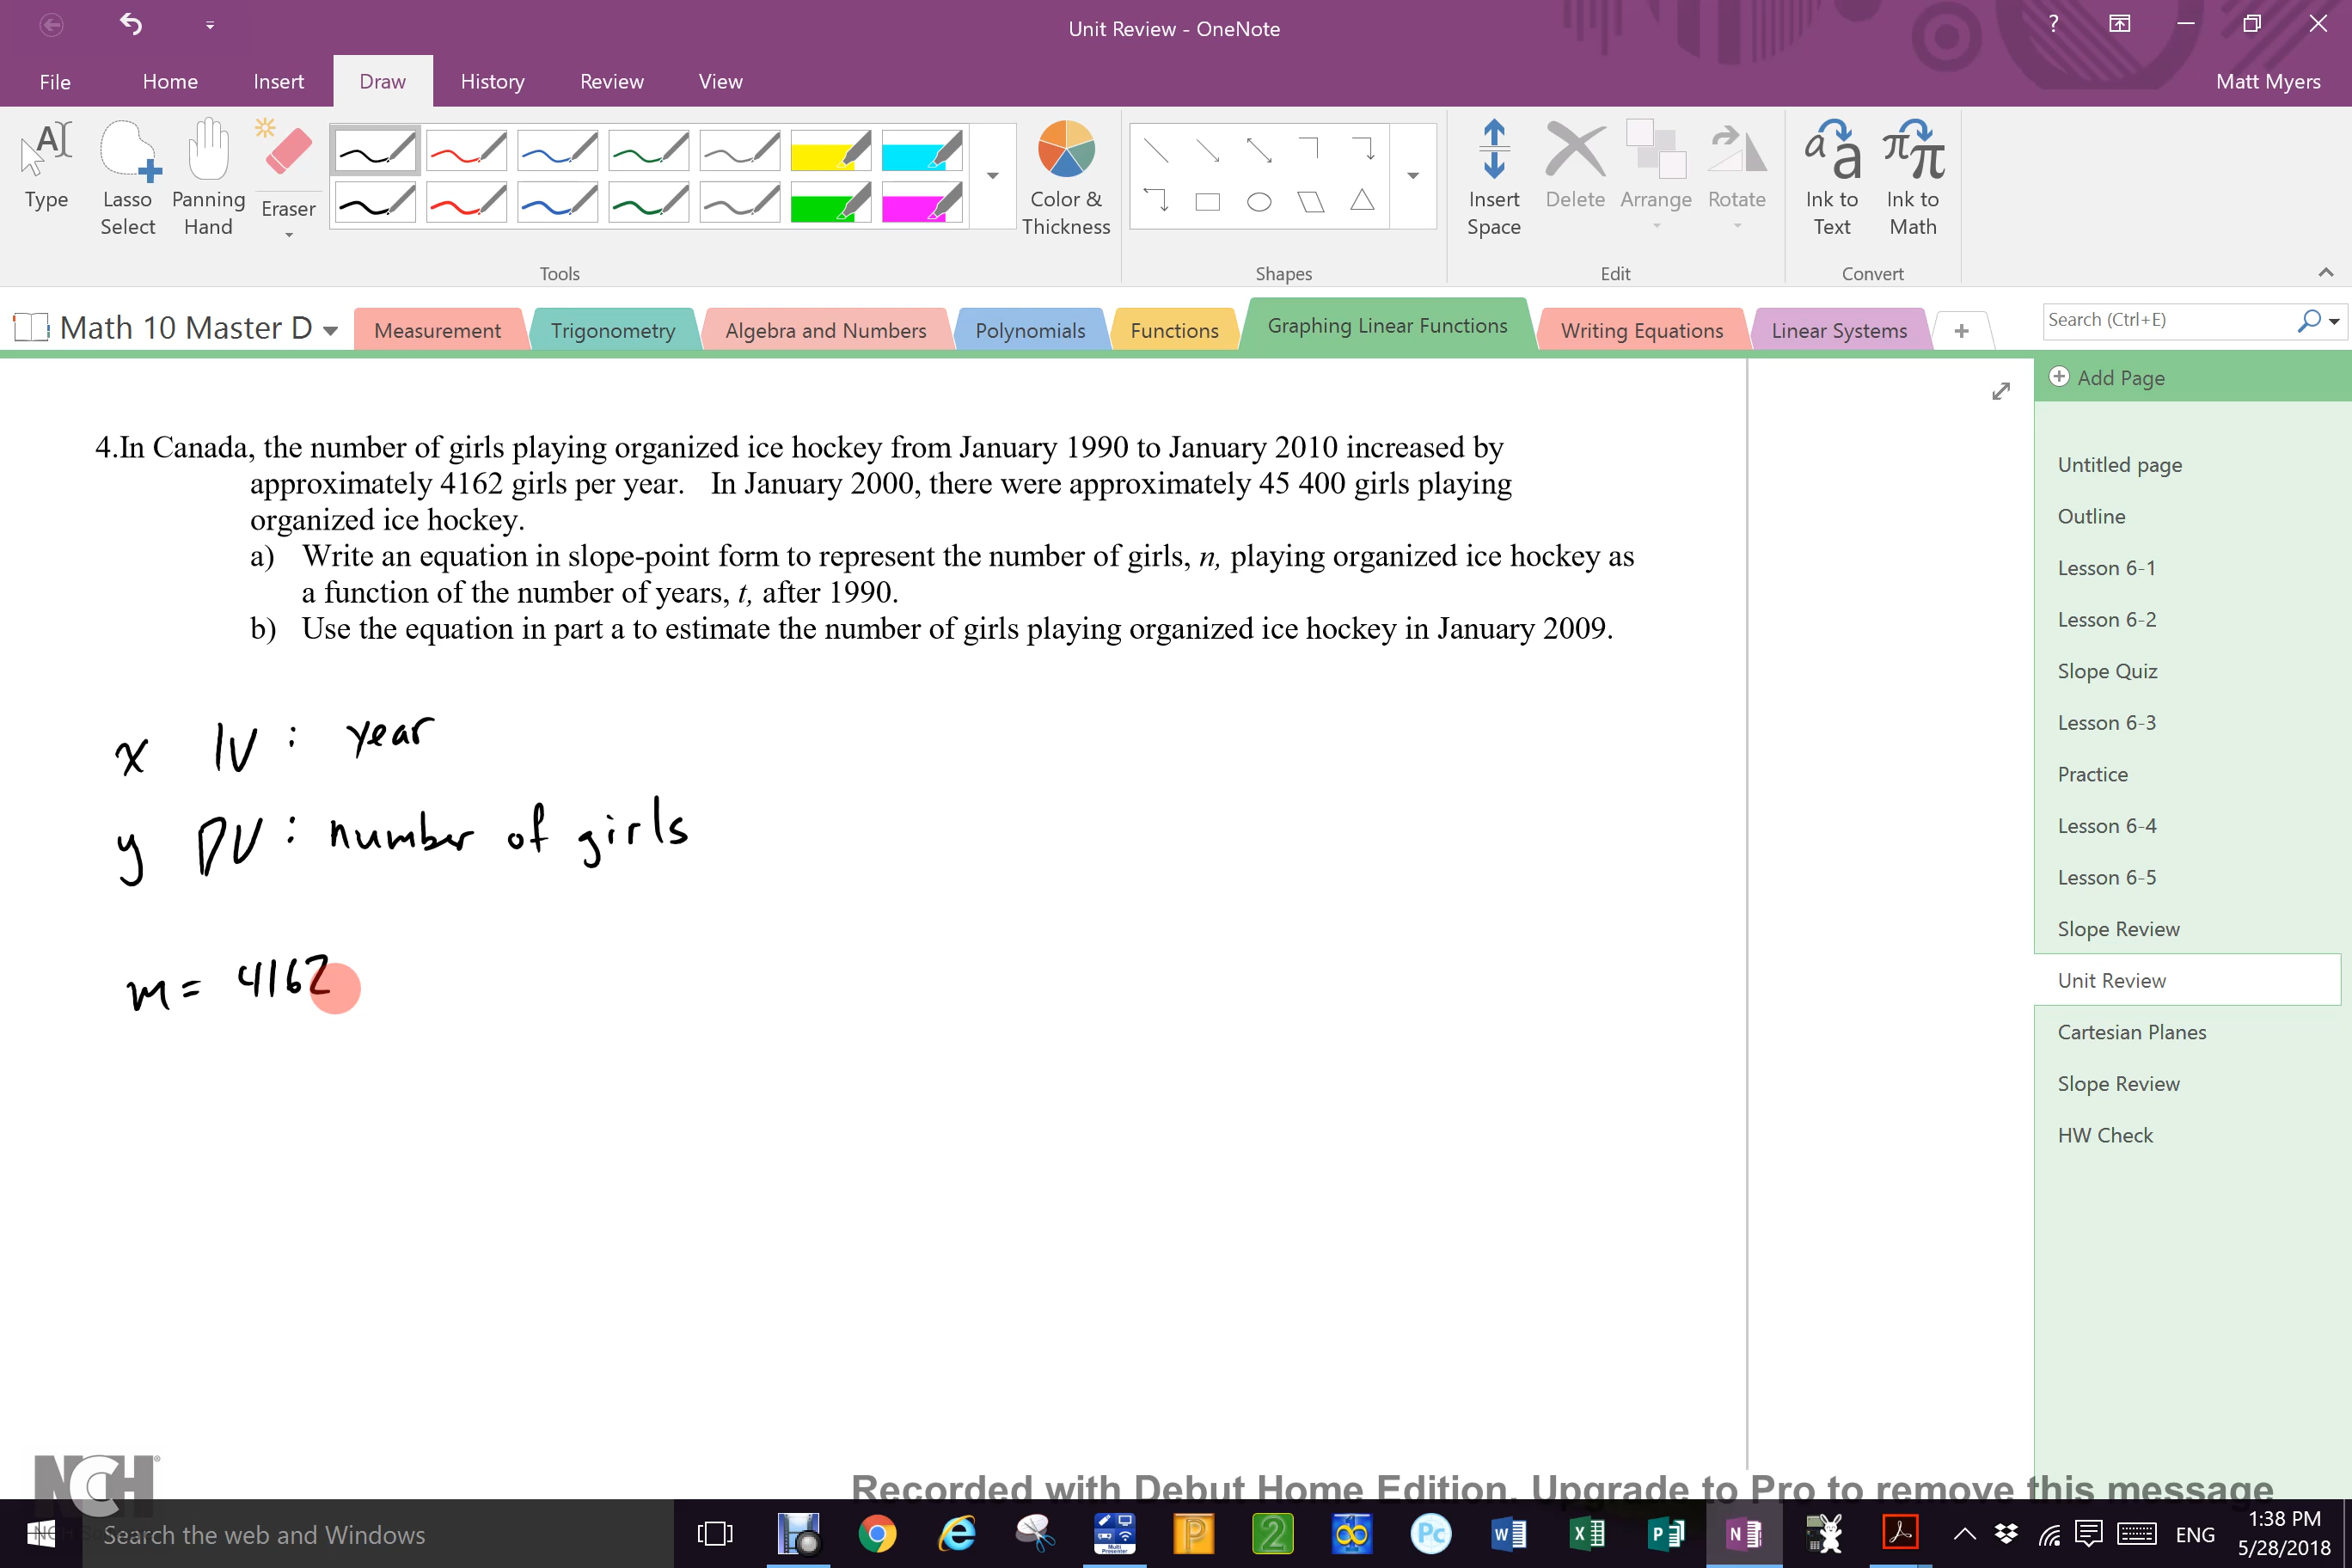 Unit Review - OneNote
?
File Home Insert Draw History Review View Matt Myers
Type
Lasso Select
Panning Hand
Eraser
Color & Thickness
Insert Space
Delete
Arrange
Rotate
Ink to Text
Ink to Math
Tools Shapes Edit Convert
Math 10 Master D
Measurement Trigonometry Algebra and Numbers Polynomials Functions Graphing Linear Functions Writing Equations Linear Systems +
Search (Ctrl+E)
Add Page
Untitled page
Outline
Lesson 6-1
Lesson 6-2
Slope Quiz
Lesson 6-3
Practice
Lesson 6-4
Lesson 6-5
Slope Review
Unit Review
Cartesian Planes
Slope Review
HW Check
4.In Canada, the number of girls playing organized ice hockey from January 1990 to January 2010 increased by
approximately 4162 girls per year. In January 2000, there were approximately 45 400 girls playing
organized ice hockey.
a) Write an equation in slope-point form to represent the number of girls, n, playing organized ice hockey as
a function of the number of years, t, after 1990.
b) Use the equation in part a to estimate the number of girls playing organized ice hockey in January 2009.
x IV : year
y DV : number of girls
m = 4162
NCH
Recorded with Debut Home Edition. Upgrade to Pro to remove this message
Search the web and Windows
ENG
1:38 PM
5/28/2018